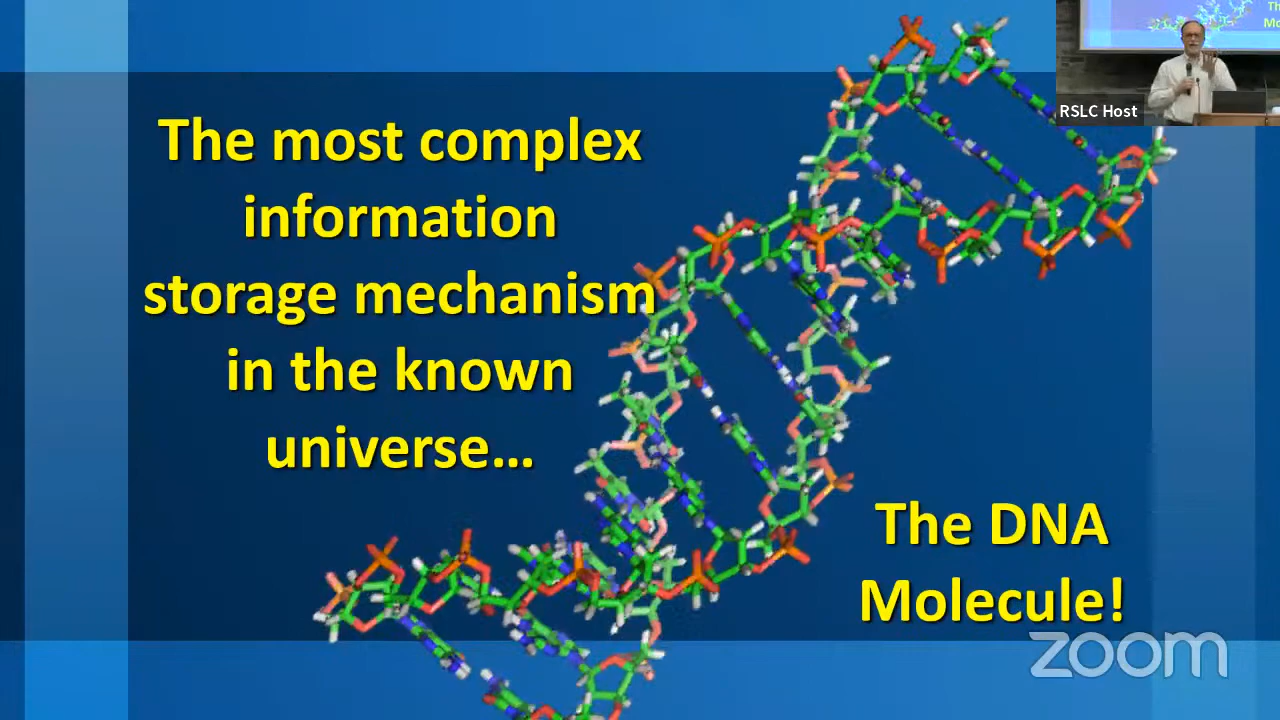 The most complex
information
storage mechanism
in the known
universe…
The DNA
Molecule!
RSLC Host
zoom